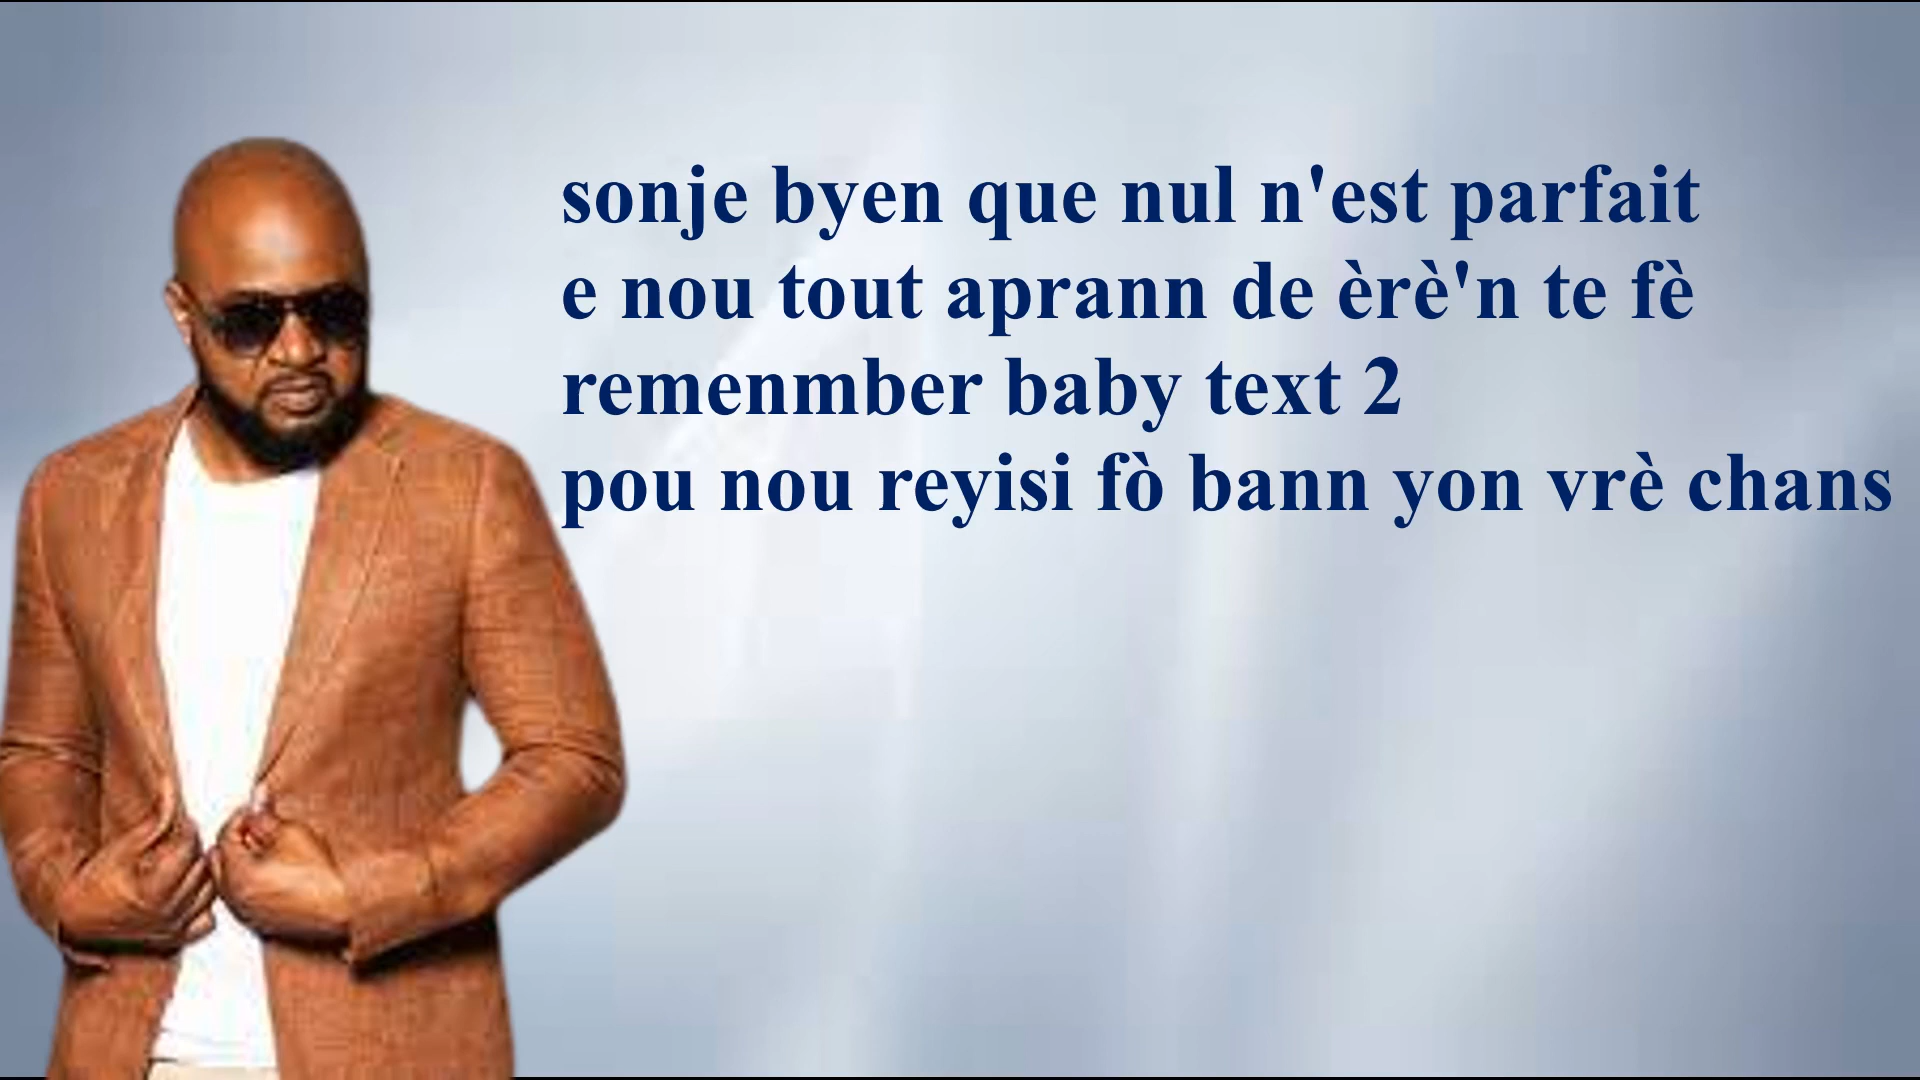 sonje byen que nul n'est parfait
e nou tout aprann de èrè'n te fè
remenmber baby text 2
pou nou reyisi fò bann yon vrè chans